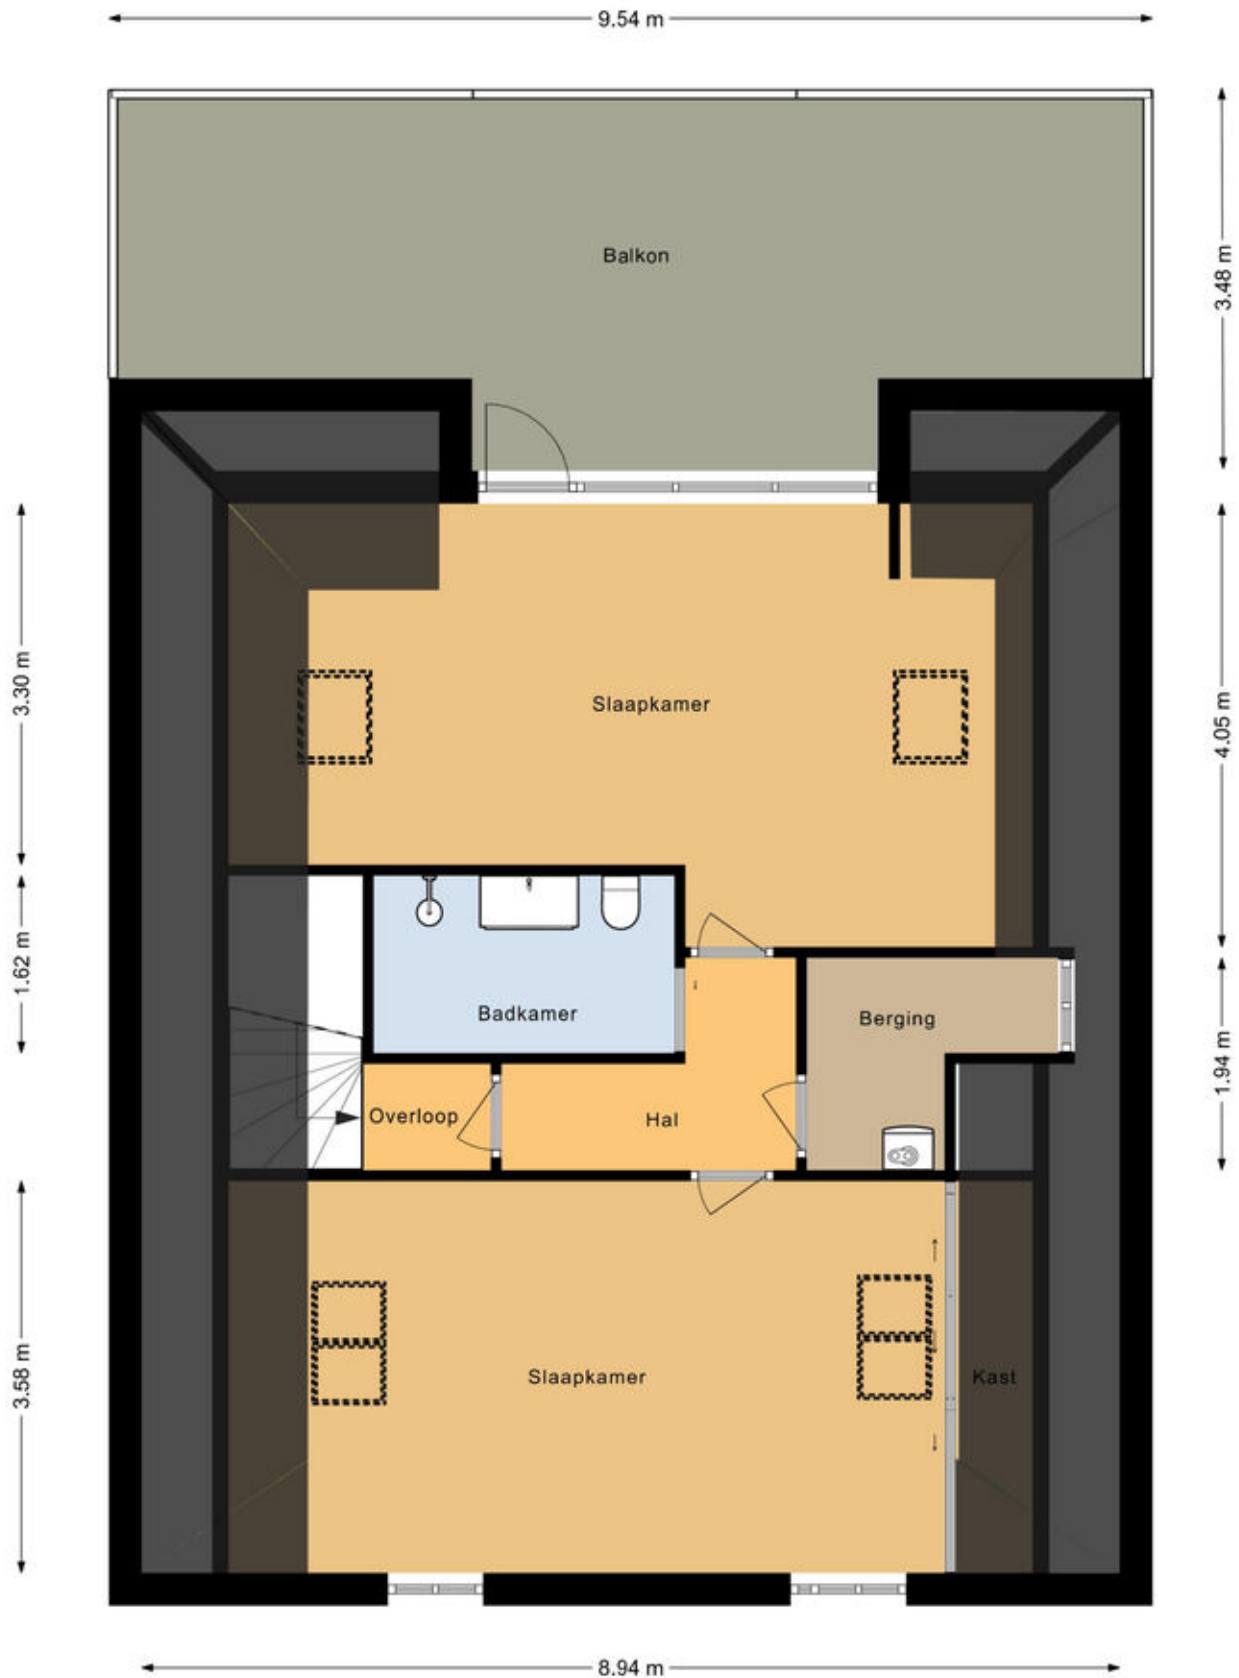 9.54 m
Balkon
3.48 m
Slaapkamer
3.30 m
4.05 m
1.62 m
Badkamer
Berging
1.94 m
Overloop
Hal
3.58 m
Slaapkamer
Kast
8.94 m